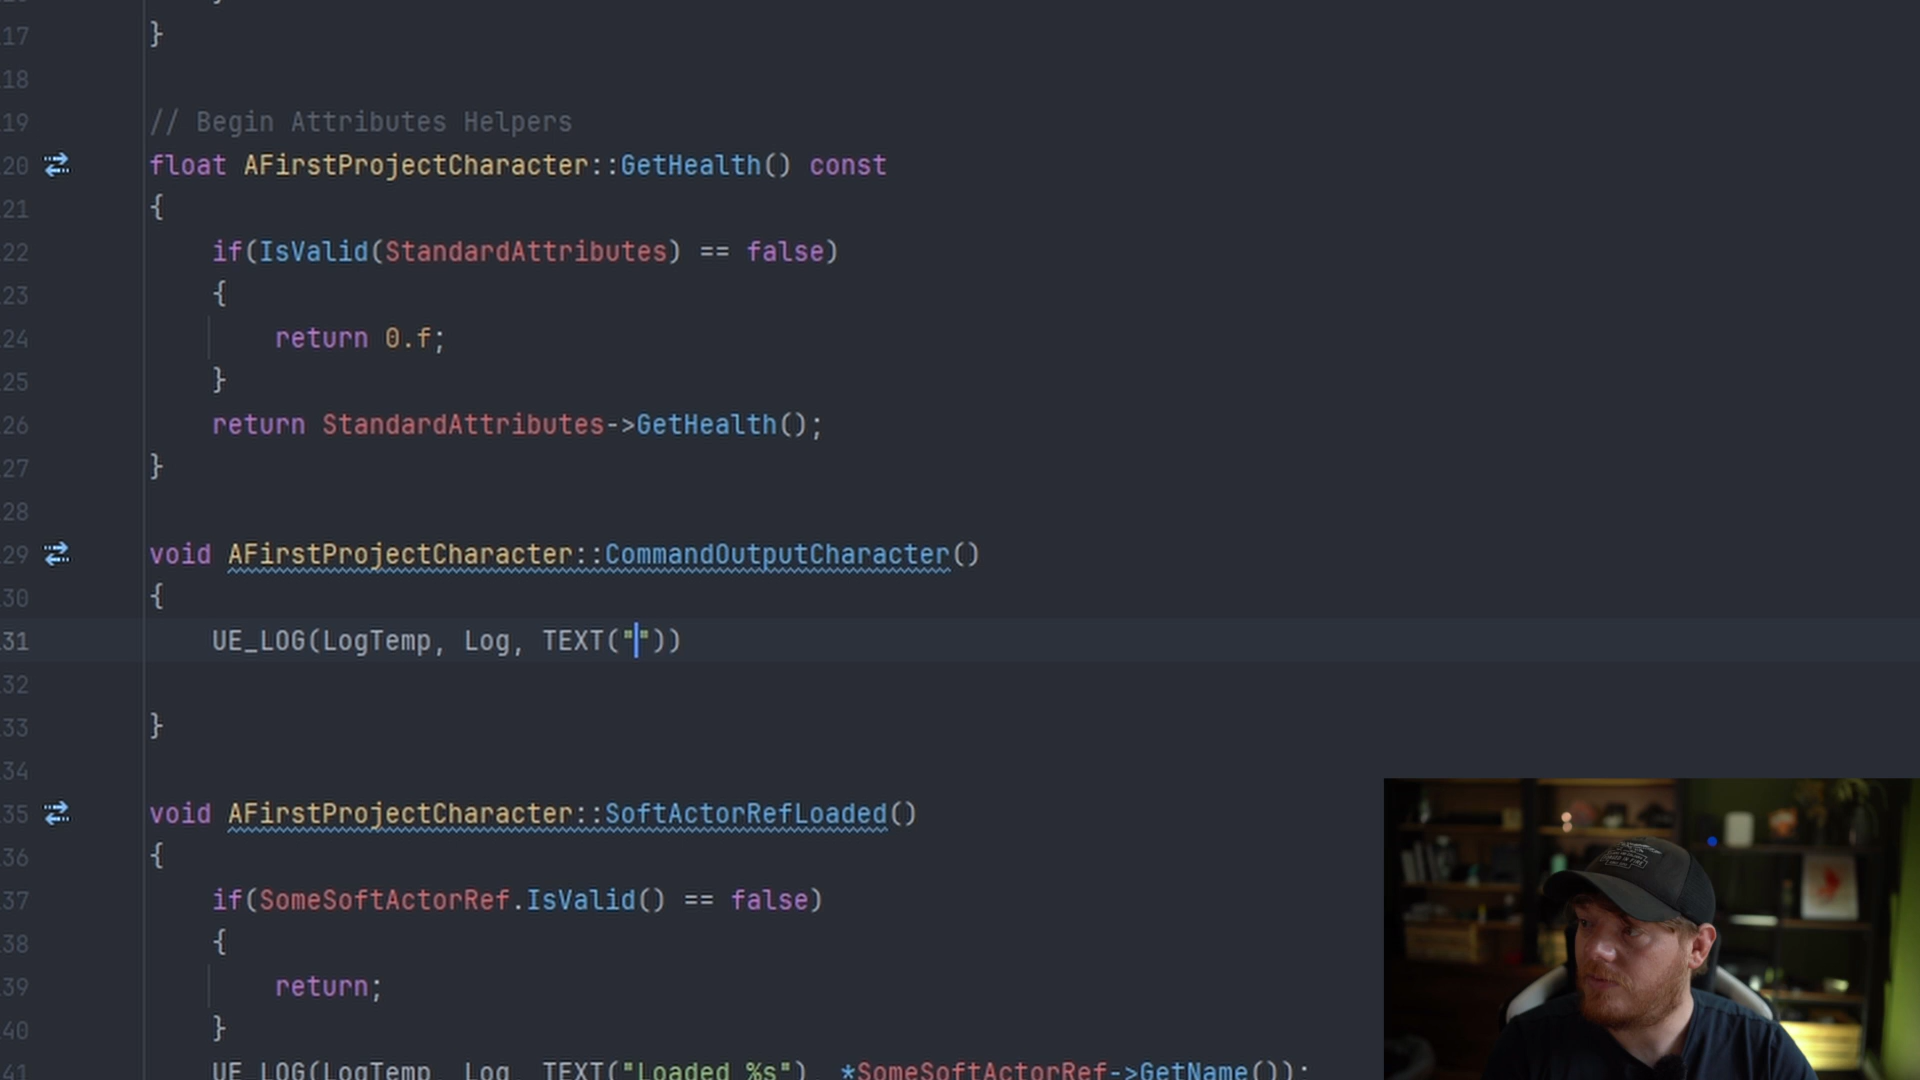 17 }
18
19 // Begin Attributes Helpers
20 float AFirstProjectCharacter::GetHealth() const
21 {
22 if(IsValid(StandardAttributes) == false)
23 {
24 return 0.f;
25 }
26 return StandardAttributes->GetHealth();
27 }
28
29 void AFirstProjectCharacter::CommandOutputCharacter()
30 {
31 UE_LOG(LogTemp, Log, TEXT(""))
32
33 }
34
35 void AFirstProjectCharacter::SoftActorRefLoaded()
36 {
37 if(SomeSoftActorRef.IsValid() == false)
38 {
39 return;
40 }
41 UE_LOG(LogTemp, Log, TEXT("Loaded %s"), *SomeSoftActorRef->GetName());